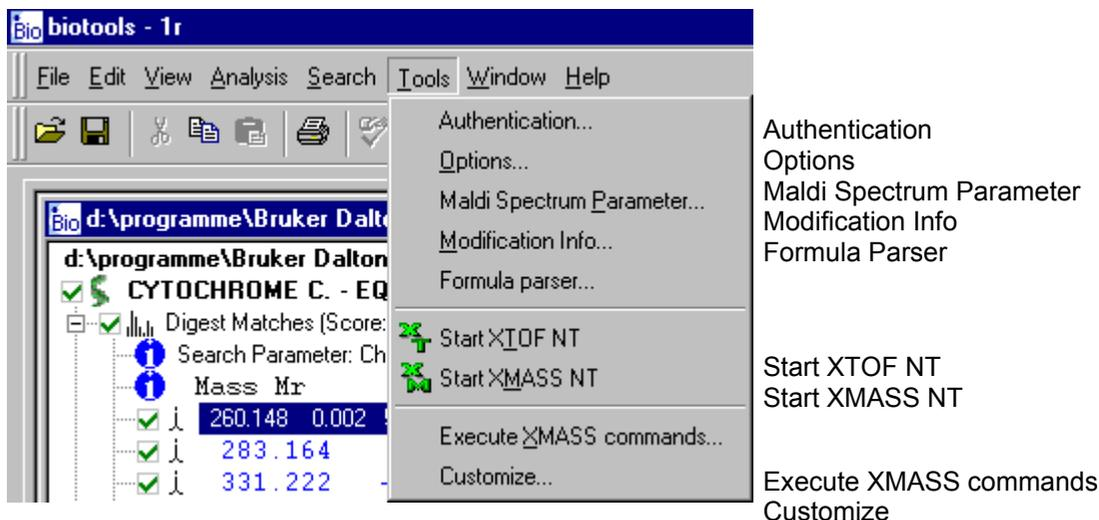 Bio biotools - 1r
File Edit View Analysis Search Tools Window Help
Authentication...
Options...
Maldi Spectrum Parameter...
Modification Info...
Formula parser...
Start XTOF NT
Start XMASS NT
Execute XMASS commands...
Customize...
Bio d:\programme\Bruker Dalto
d:\programme\Bruker Dalton
CYTOCHROME C. - EQ
Digest Matches (Score:
Search Parameter: Ch
Mass Mr
260.148 0.002
283.164
331.222 -
Authentication
Options
Maldi Spectrum Parameter
Modification Info
Formula Parser
Start XTOF NT
Start XMASS NT
Execute XMASS commands
Customize